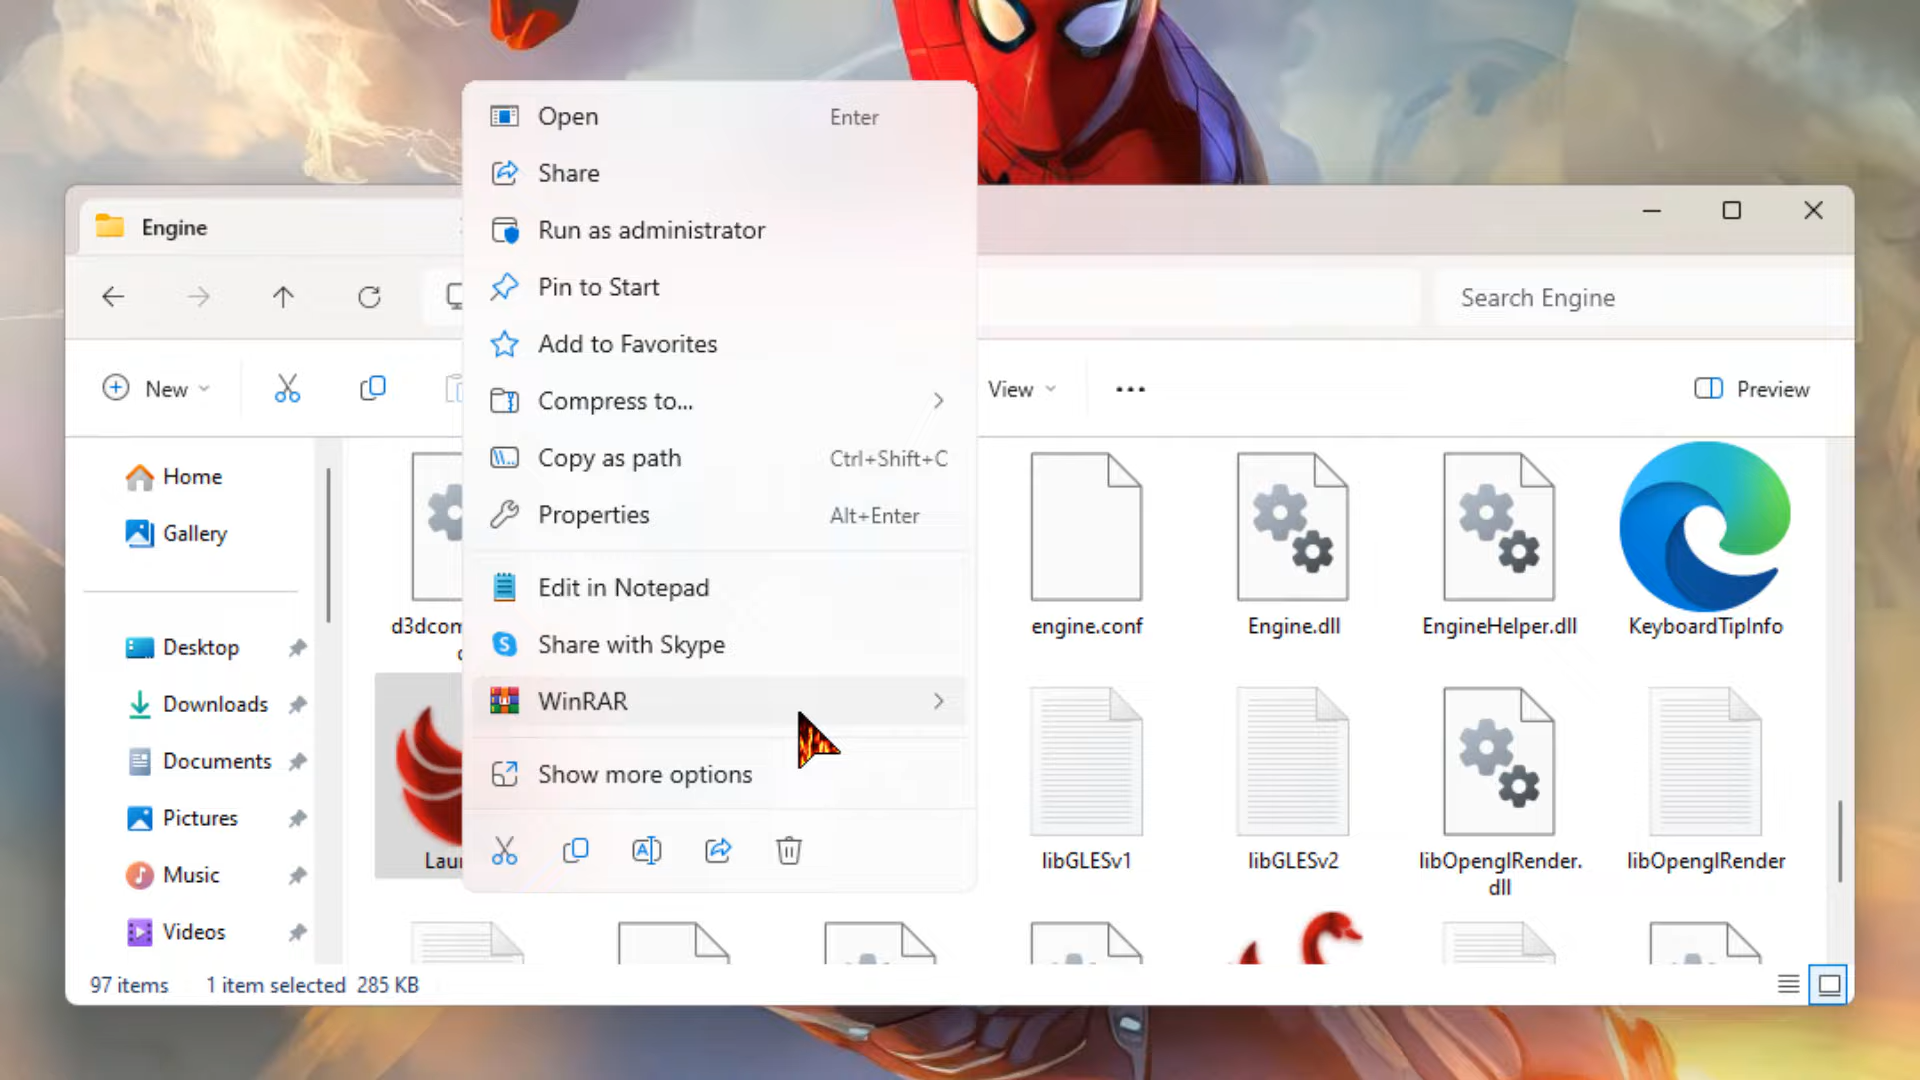 Open Enter
Share
Run as administrator
Pin to Start
Add to Favorites
Compress to...
Copy as path Ctrl+Shift+C
Properties Alt+Enter
Edit in Notepad
Share with Skype
WinRAR
Show more options
Engine
Search Engine
New
View
Preview
Home
Gallery
Desktop
Downloads
Documents
Pictures
Music
Videos
d3dcom
engine.conf
Engine.dll
EngineHelper.dll
KeyboardTipInfo
Lau
libGLESv1
libGLESv2
libOpenglRender.
dll
libOpenglRender
97 items 1 item selected 285 KB